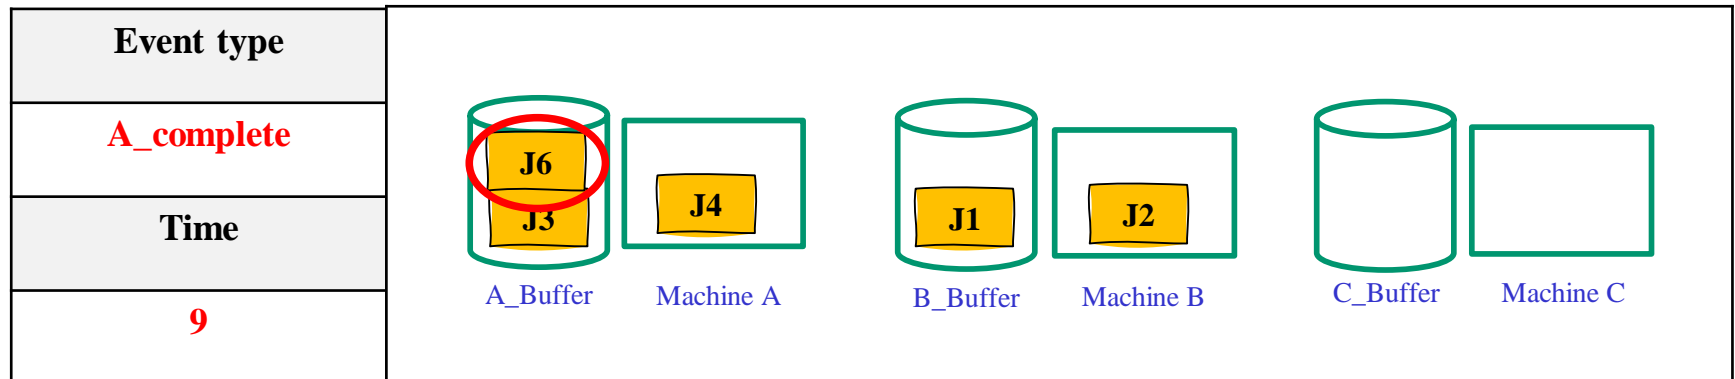 Event type
A_complete
Time
9
J6
J3
J4
J1
J2
A_Buffer
Machine A
B_Buffer
Machine B
C_Buffer
Machine C